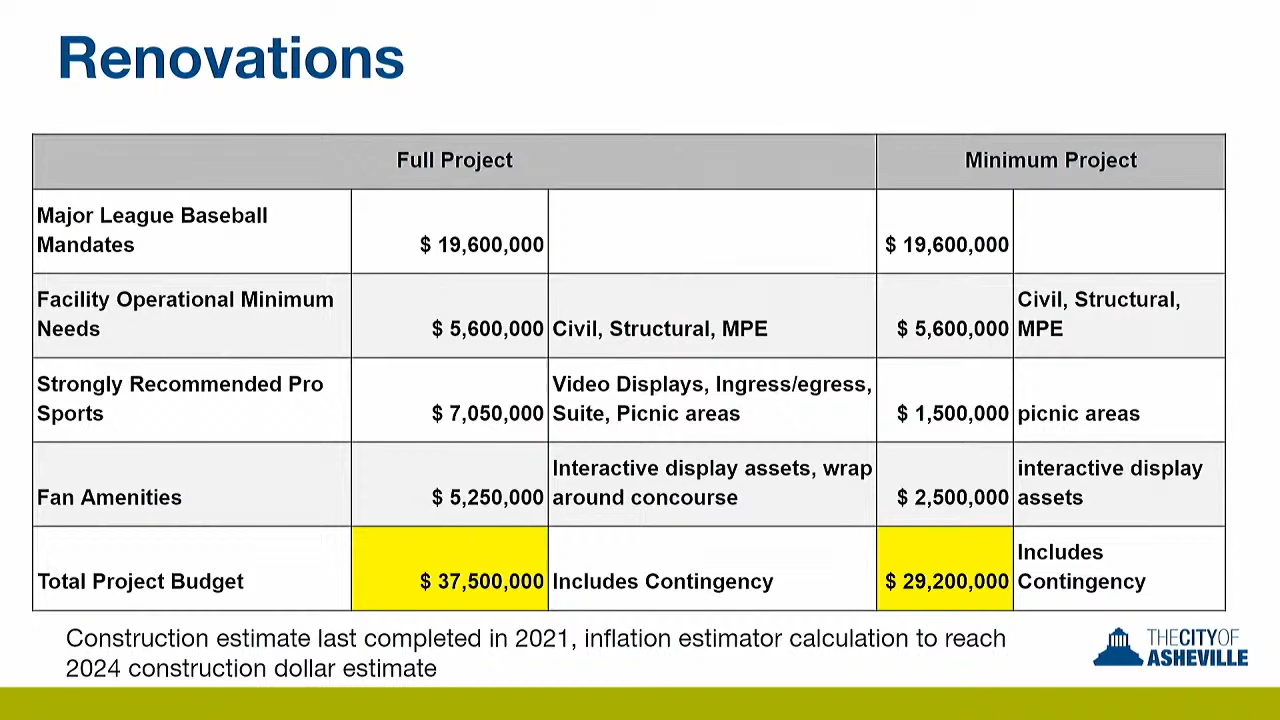 Renovations
Full Project
Minimum Project
Major League Baseball
Mandates
$ 19,600,000
$ 19,600,000
Facility Operational Minimum
Needs
$ 5,600,000
Civil, Structural, MPE
$ 5,600,000
Civil, Structural,
MPE
Strongly Recommended Pro
Sports
$ 7,050,000
Video Displays, Ingress/egress,
Suite, Picnic areas
$ 1,500,000
picnic areas
Fan Amenities
$ 5,250,000
Interactive display assets, wrap
around concourse
$ 2,500,000
interactive display
assets
Total Project Budget
$ 37,500,000
Includes Contingency
$ 29,200,000
Includes
Contingency
Construction estimate last completed in 2021, inflation estimator calculation to reach
2024 construction dollar estimate
THE CITY OF
ASHEVILLE